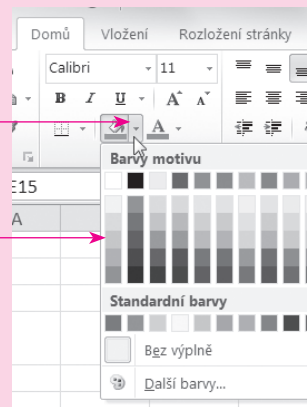 Domů Vložení Rozložení stránky
Calibri 11
B I U A A
A
E15
A
Barvy motivu
Standardní barvy
Bez výplně
Další barvy...